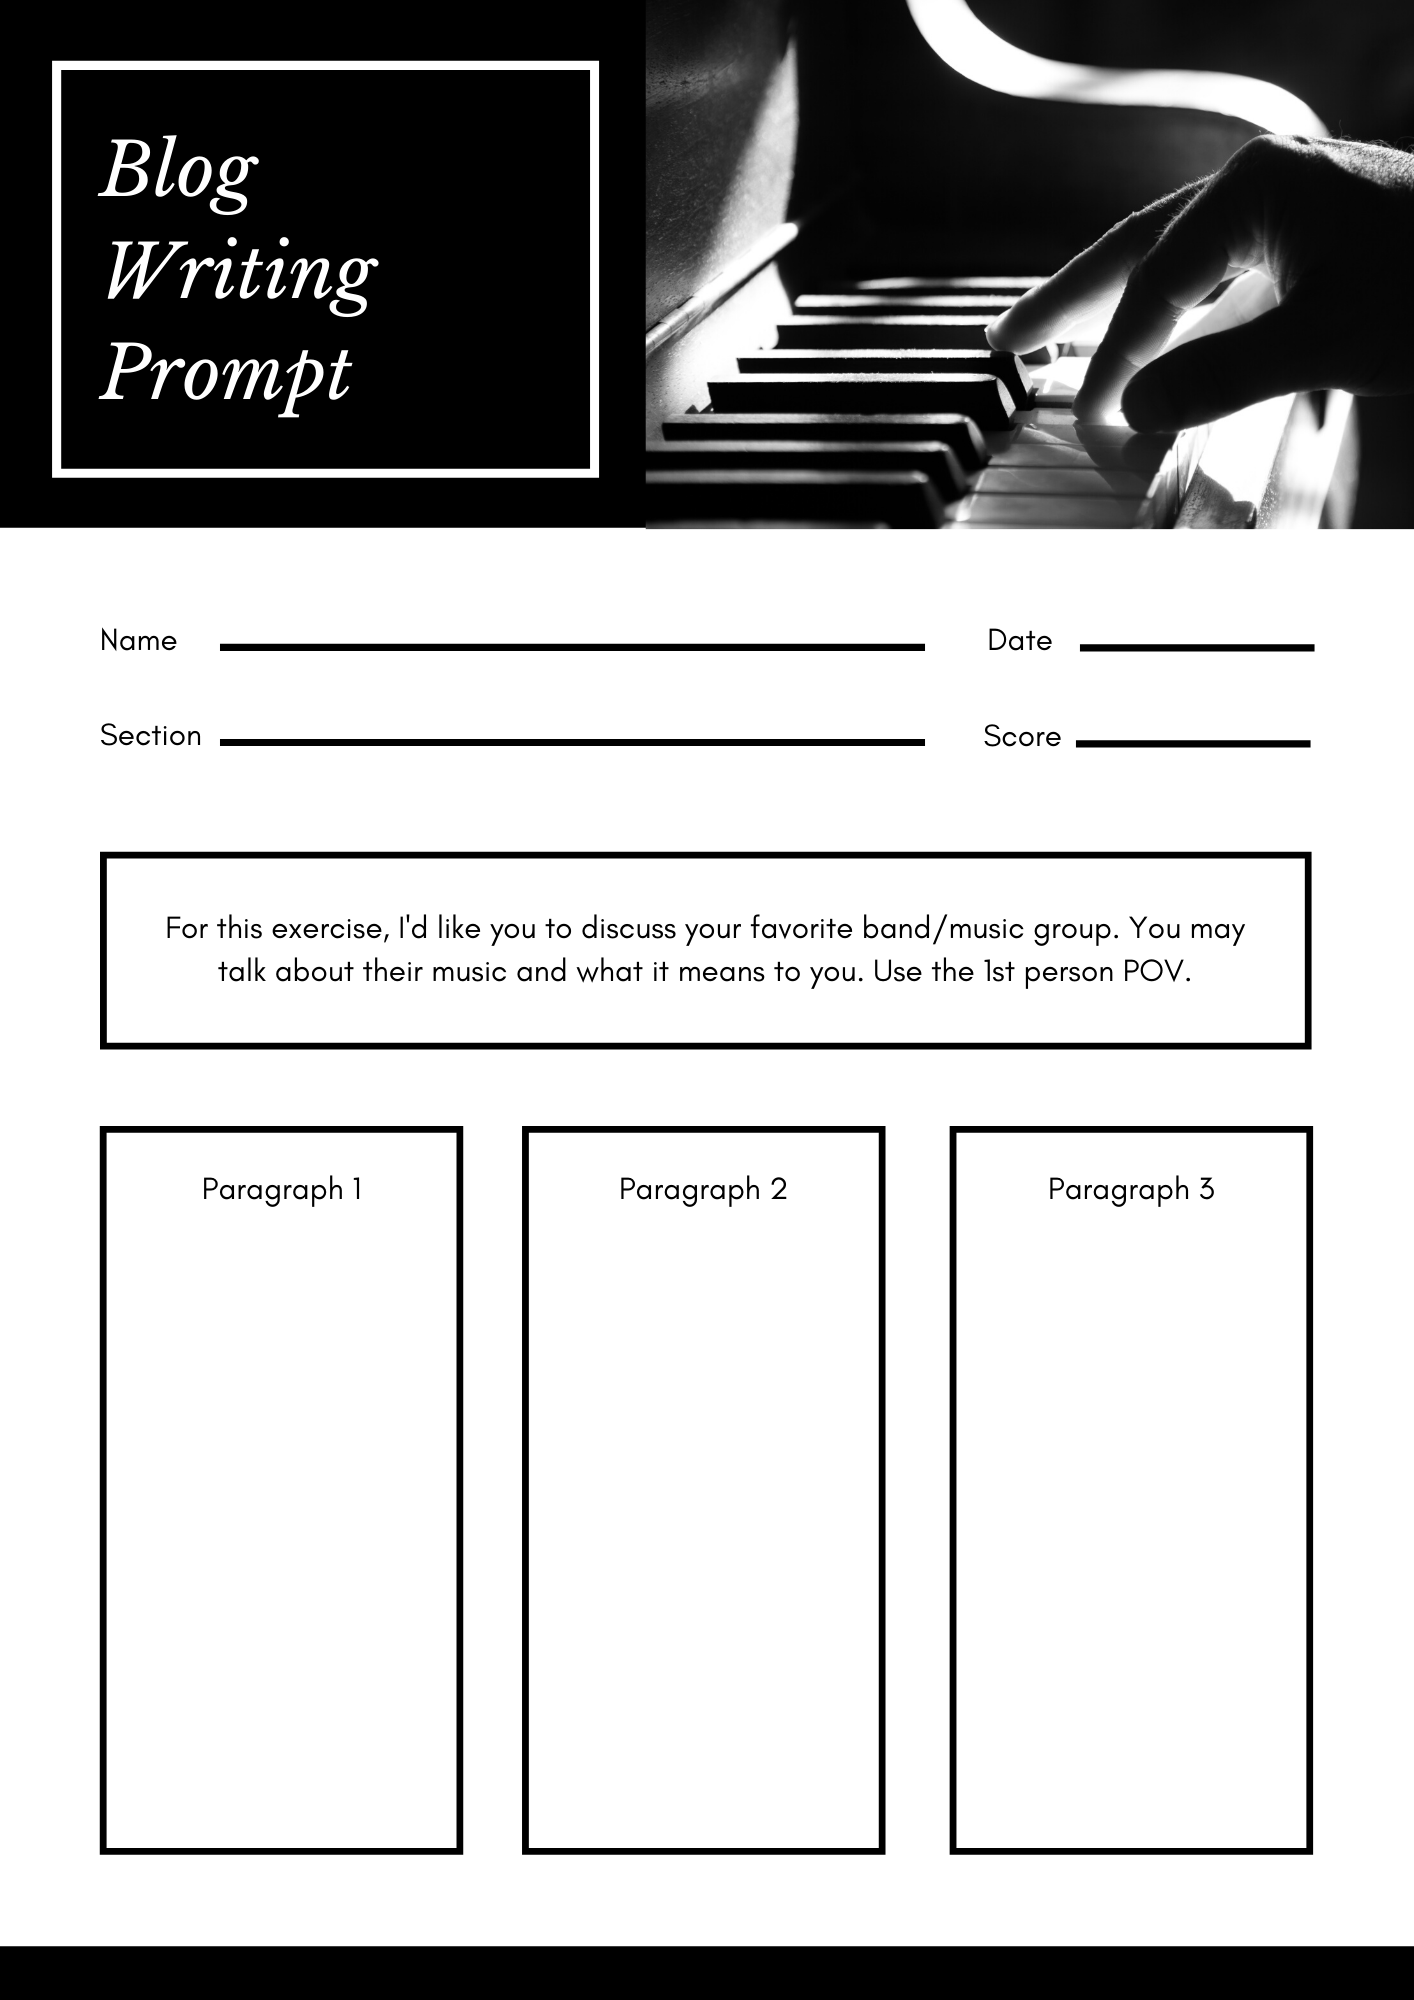 Blog
Writing
Prompt
Name
Date
Section
Score
For this exercise, I'd like you to discuss your favorite band/music group. You may
talk about their music and what it means to you. Use the 1st person POV.
Paragraph 1
Paragraph 2
Paragraph 3